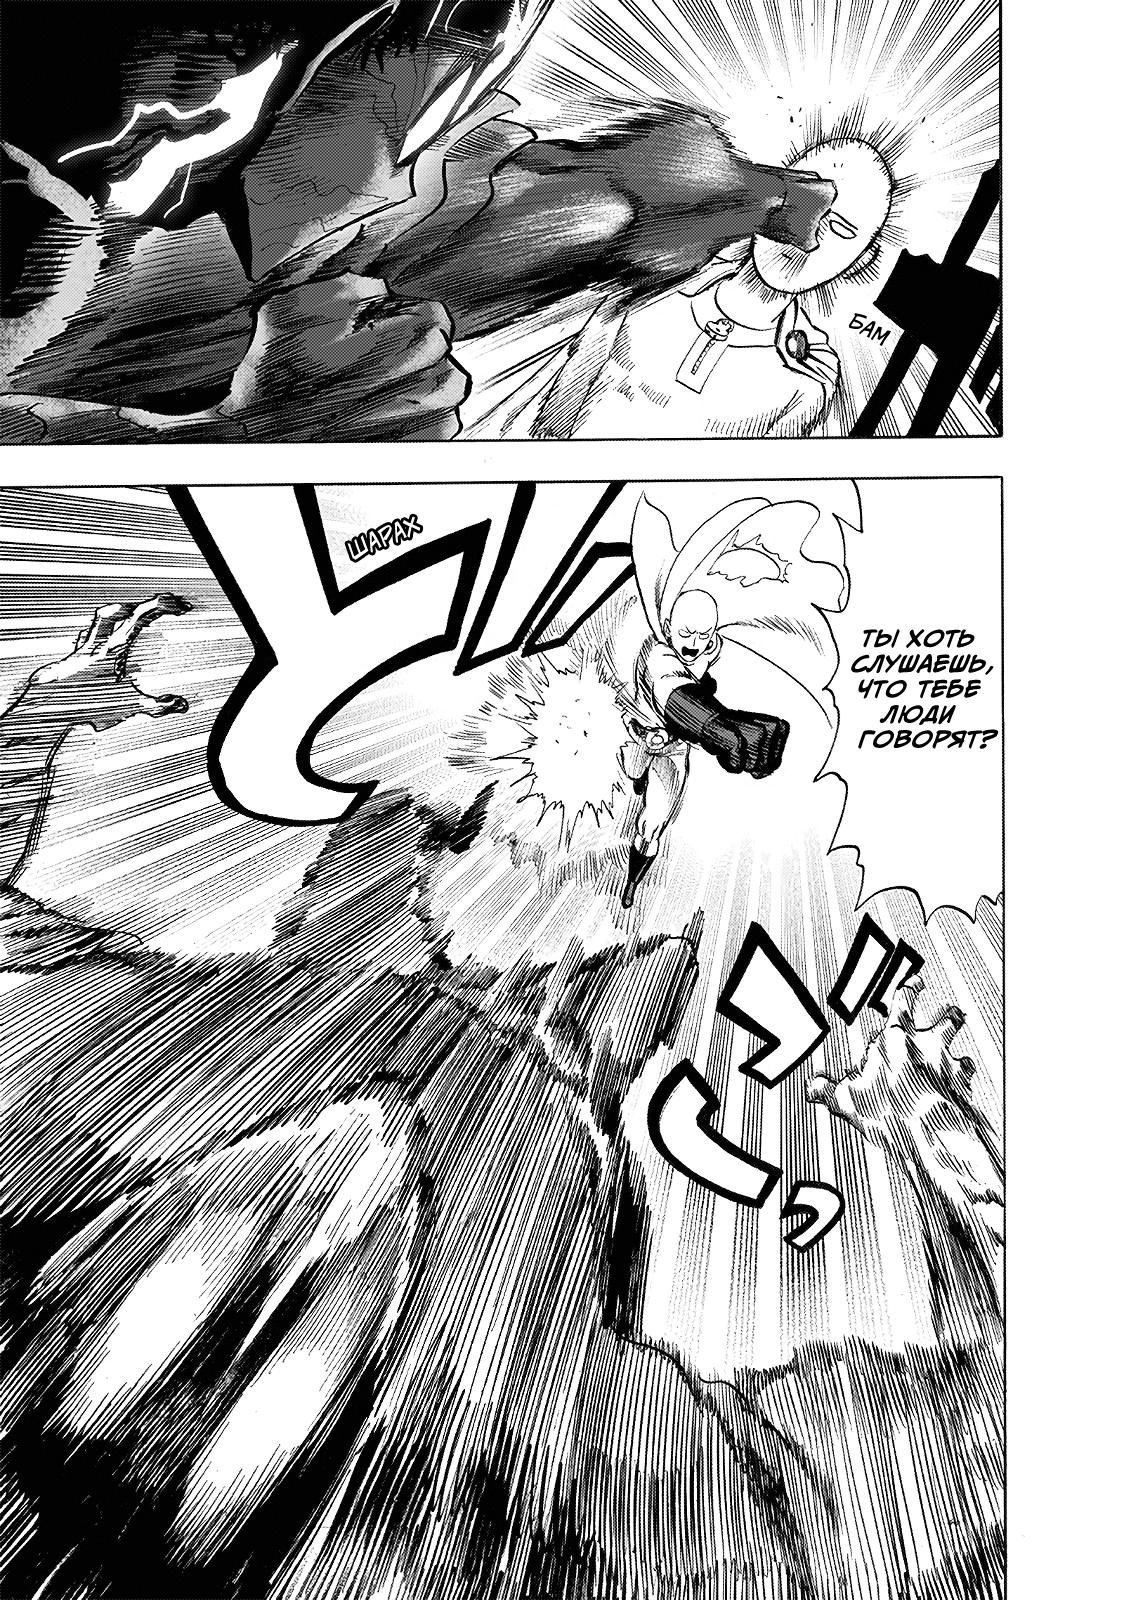 БАМ
ШАРАХ
ТЫ ХОТЬ
СЛУШАЕШЬ,
ЧТО ТЕБЕ
ЛЮДИ
ГОВОРЯТ?